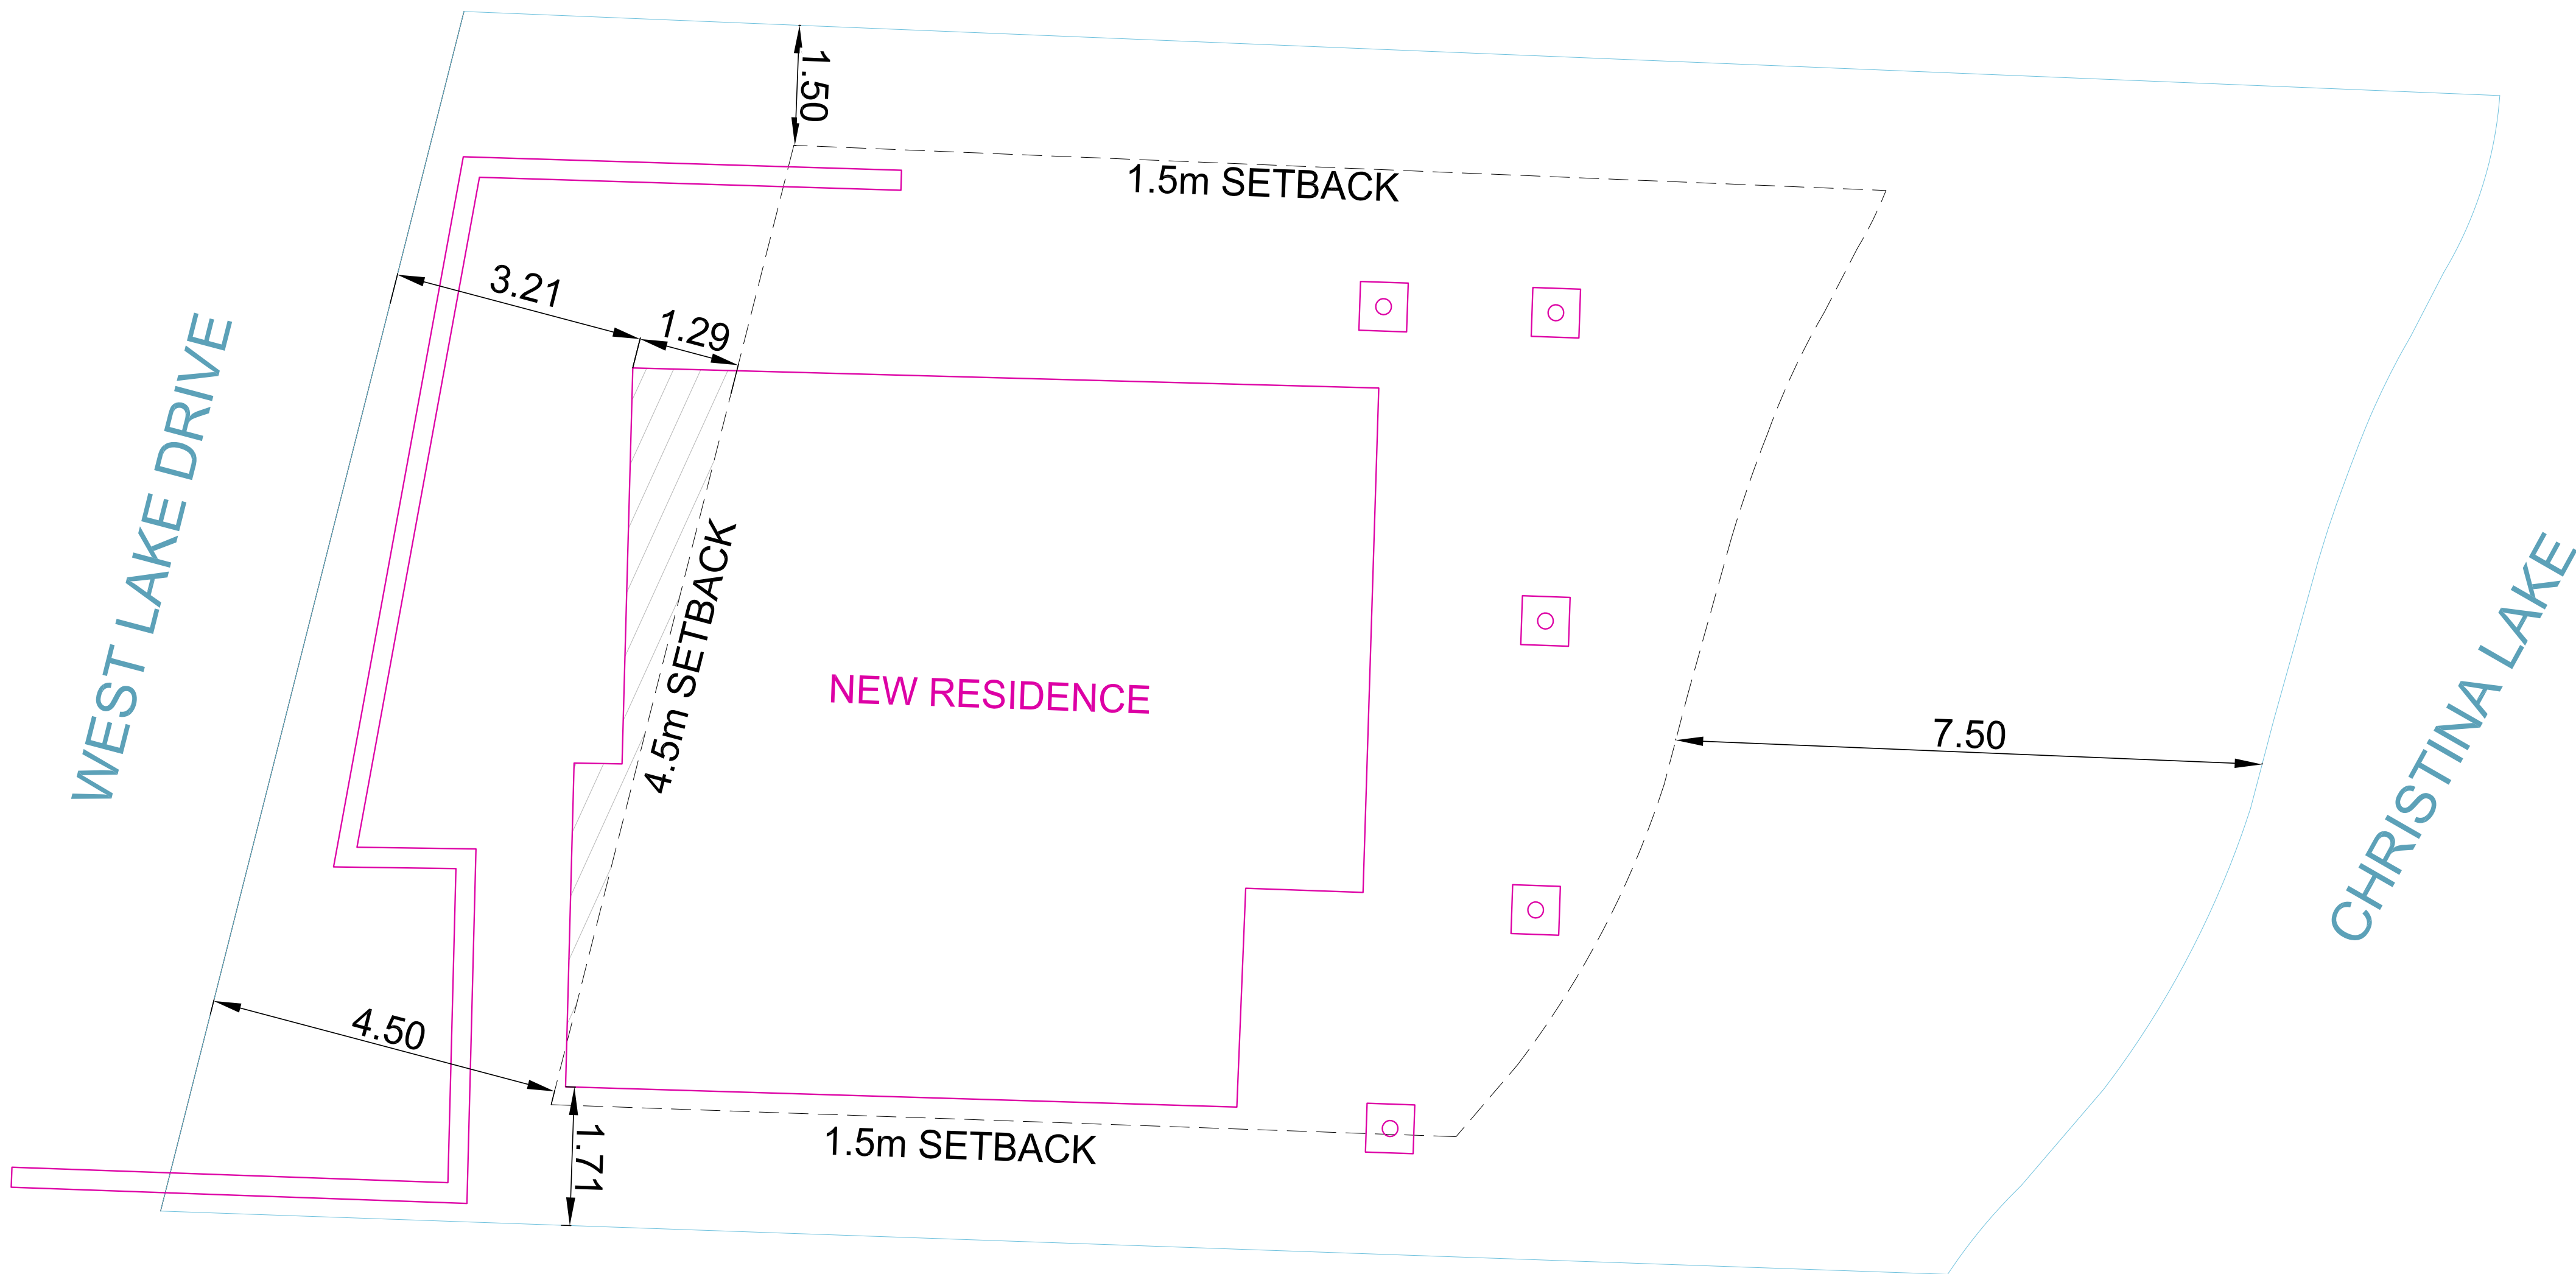 1.50
1.5m SETBACK
3.21
1.29
WEST LAKE DRIVE
4.5m SETBACK
NEW RESIDENCE
7.50
CHRISTINA LAKE
4.50
1.71
1.5m SETBACK